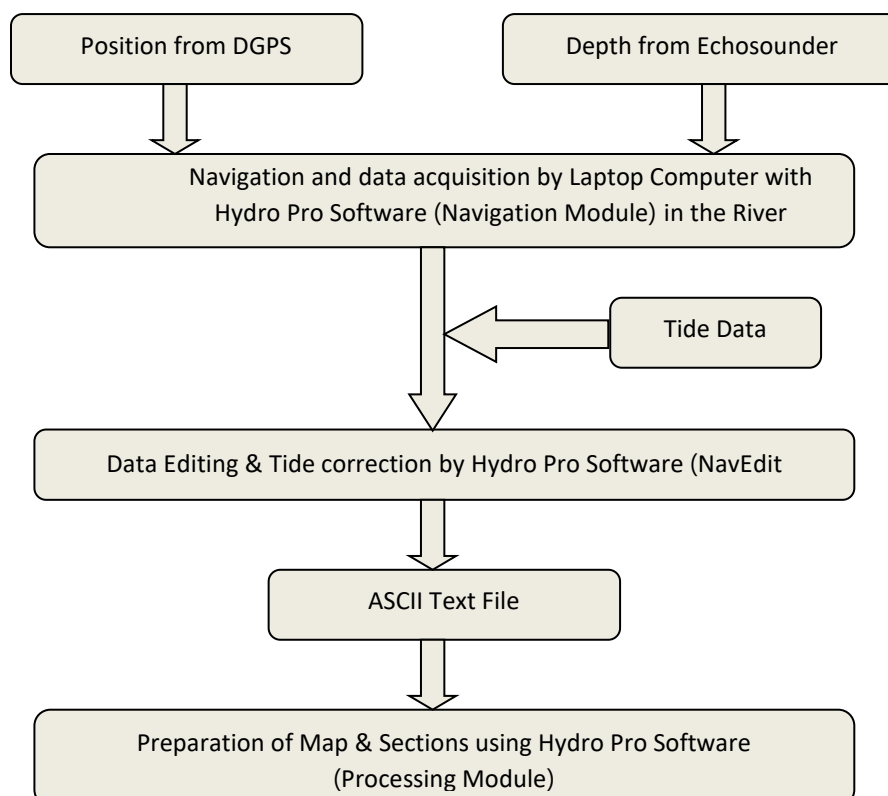 Position from DGPS
Depth from Echosounder
Navigation and data acquisition by Laptop Computer with
Hydro Pro Software (Navigation Module) in the River
Tide Data
Data Editing & Tide correction by Hydro Pro Software (NavEdit
ASCII Text File
Preparation of Map & Sections using Hydro Pro Software
(Processing Module)